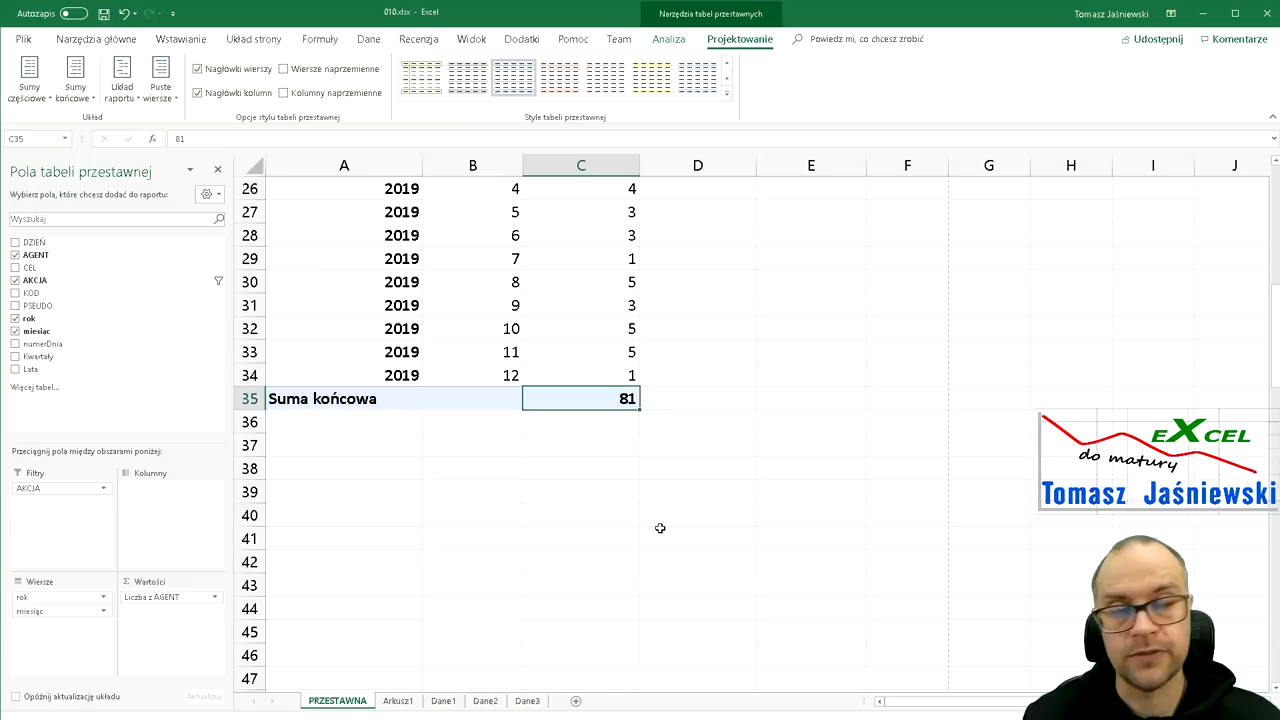 Autozapis
010.xlsx - Excel
Narzędzia tabel przestawnych
Tomasz Jaśniewski
Plik Narzędzia główne Wstawianie Układ strony Formuły Dane Recenzja Widok Dodatki Pomoc Team Analiza Projektowanie Powiedz mi, co chcesz zrobić Udostępnij Komentarze
Sumy częściowe
Sumy końcowe
Układ raportu
Puste wiersze
Układ
Nagłówki wierszy Wiersze naprzemienne
Nagłówki kolumn Kolumny naprzemienne
Opcje stylu tabeli przestawnej
Style tabeli przestawnej
C35 fx 81
Pola tabeli przestawnej
Wybierz pola, które chcesz dodać do raportu:
Wyszukaj
DZIEŃ
AGENT
CEL
AKCJA
KOD
PSEUDO
rok
miesiąc
numerDnia
Kwartały
Lata
Więcej tabel...
Przeciągnij pola między obszarami poniżej:
Filtry Kolumny
AKCJA
Wiersze Σ Wartości
rok Liczba z AGENT
miesiąc
Opóźnij aktualizację układu Aktualizuj
A B C D E F G H I J
26 2019 4 4
27 2019 5 3
28 2019 6 3
29 2019 7 1
30 2019 8 5
31 2019 9 3
32 2019 10 5
33 2019 11 5
34 2019 12 1
35 Suma końcowa 81
36
37
38
39
40
41
42
43
44
45
46
47
PRZESTAWNA Arkusz1 Dane1 Dane2 Dane3
EXCEL
do matury
Tomasz Jaśniewski